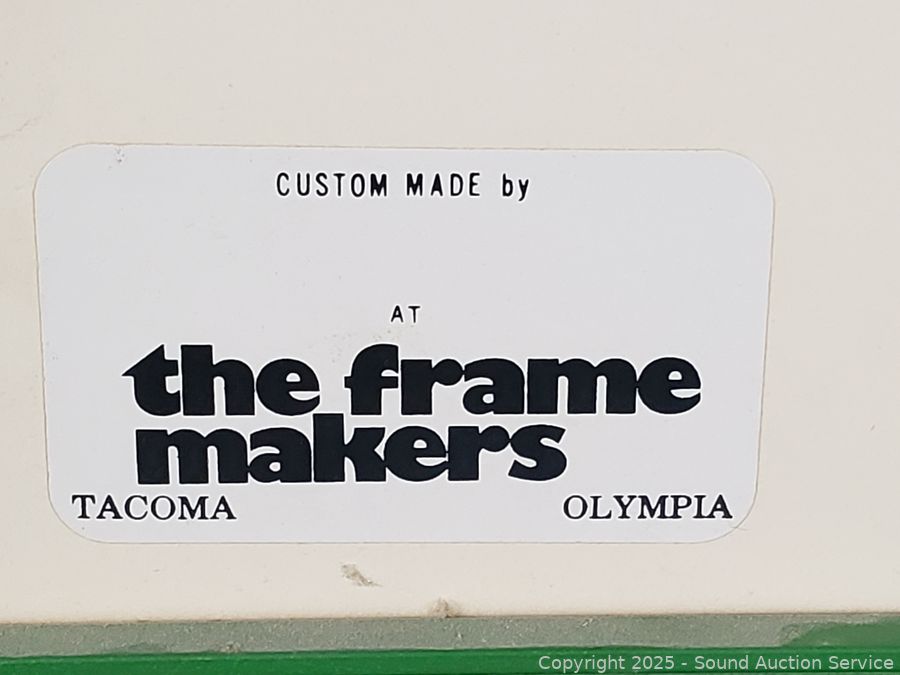 CUSTOM MADE by
AT
the frame
makers
TACOMA OLYMPIA
Copyright 2025 - Sound Auction Service